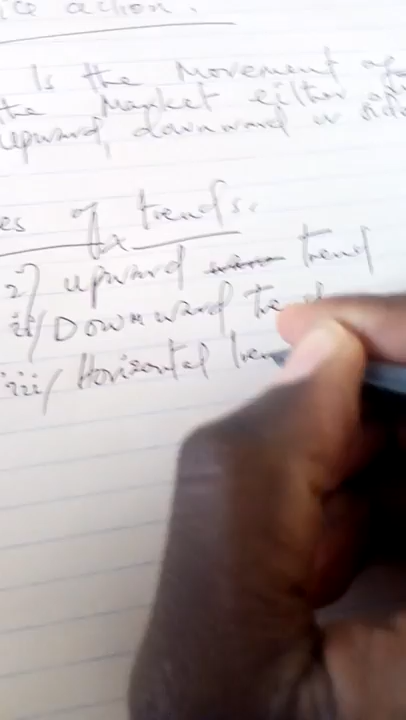 ice action.
Is the movement of
the market either
upward, downward or
es of trends.
i) upward trend
ii/ Downward
iii/ Horizontal